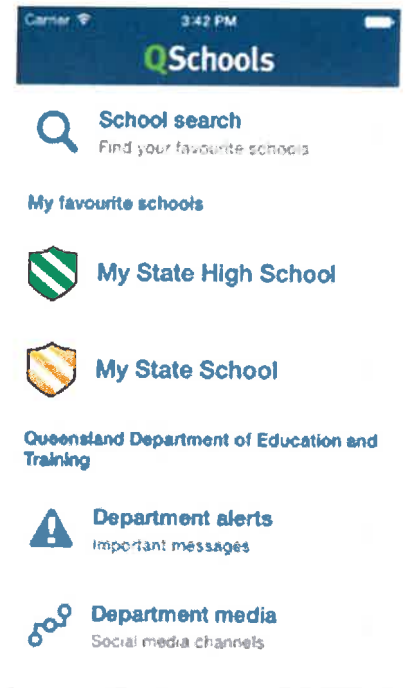 Carrier 3:42 PM
QSchools
School search
Find your favourite schools
My favourite schools
My State High School
My State School
Queensland Department of Education and
Training
Department alerts
Important messages
Department media
Social media channels